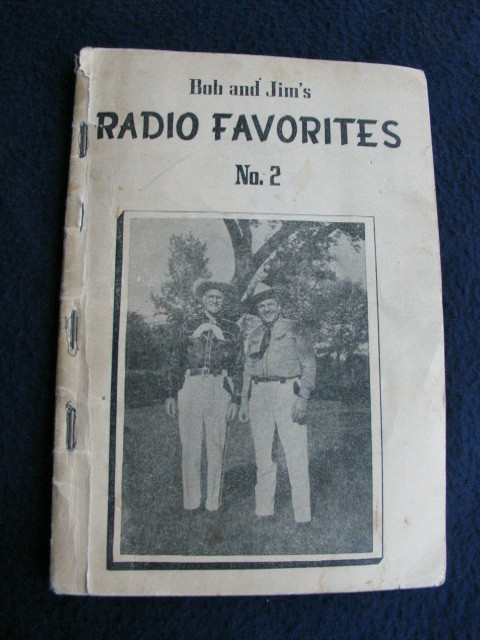 Bob and Jim's
RADIO FAVORITES
No. 2